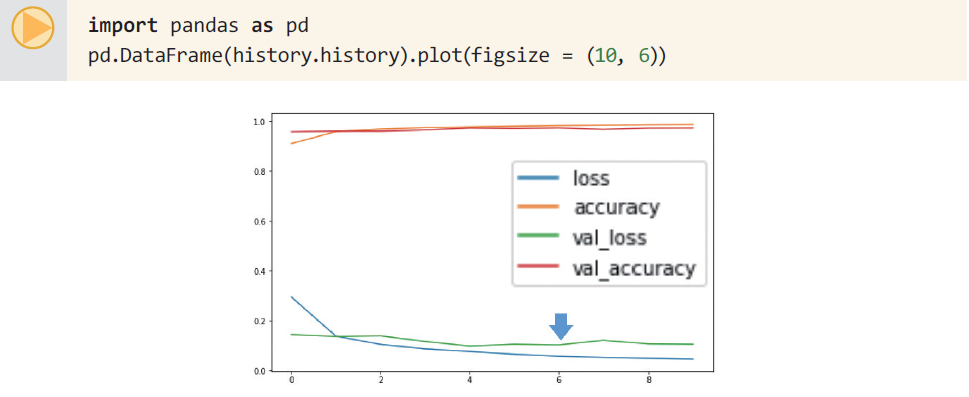 import pandas as pd
pd.DataFrame(history.history).plot(figsize = (10, 6))
1.0
0.8
0.6
0.4
0.2
0.0
0 2 4 6 8
loss
accuracy
val_loss
val_accuracy